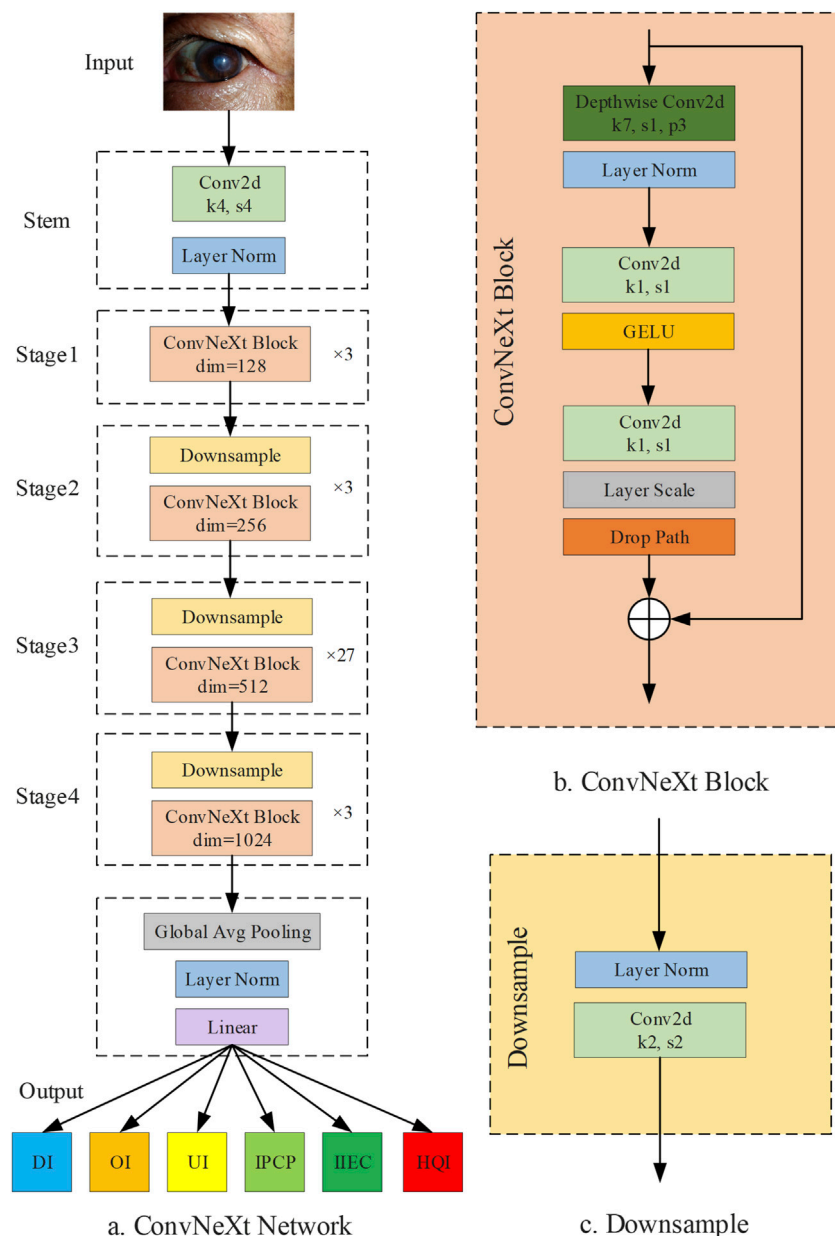 Input
Stem
Conv2d
k4, s4
Layer Norm
Stage1
ConvNeXt Block
dim=128
×3
Stage2
Downsample
ConvNeXt Block
dim=256
×3
Stage3
Downsample
ConvNeXt Block
dim=512
×27
Stage4
Downsample
ConvNeXt Block
dim=1024
×3
Global Avg Pooling
Layer Norm
Linear
Output
DI
OI
UI
IPCP
IIEC
HQI
a. ConvNeXt Network
ConvNeXt Block
Depthwise Conv2d
k7, s1, p3
Layer Norm
Conv2d
k1, s1
GELU
Conv2d
k1, s1
Layer Scale
Drop Path
b. ConvNeXt Block
Downsample
Layer Norm
Conv2d
k2, s2
c. Downsample